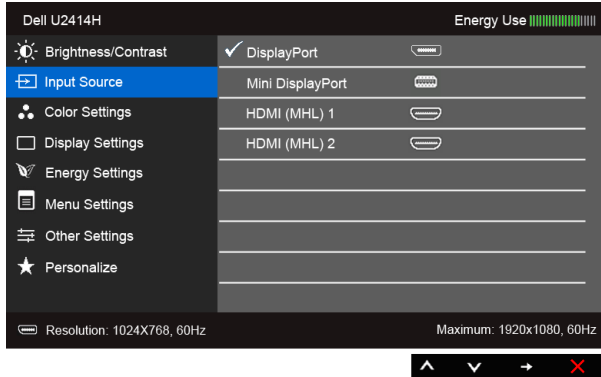 Dell U2414H Energy Use
Brightness/Contrast DisplayPort
Input Source Mini DisplayPort
Color Settings HDMI (MHL) 1
Display Settings HDMI (MHL) 2
Energy Settings
Menu Settings
Other Settings
Personalize
Resolution: 1024X768, 60Hz Maximum: 1920x1080, 60Hz